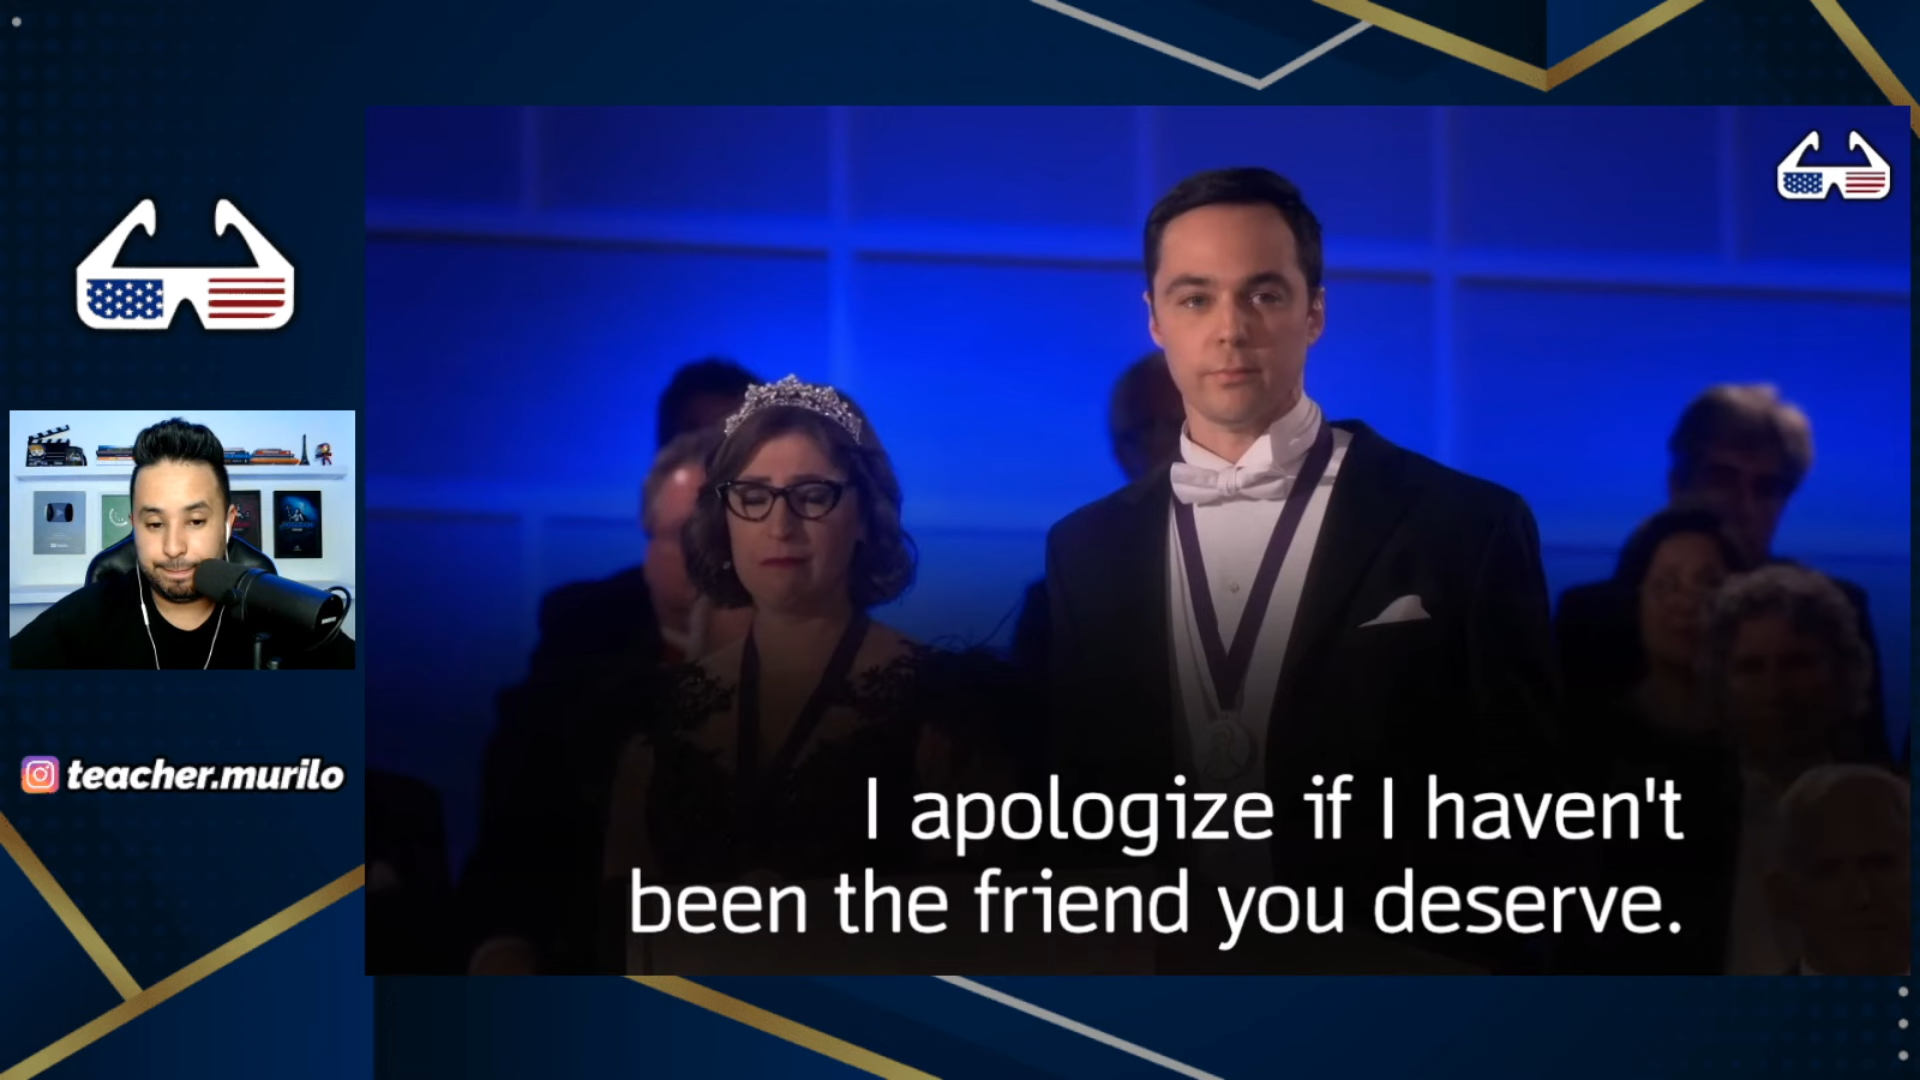 teacher.murilo
I apologize if I haven't
been the friend you deserve.